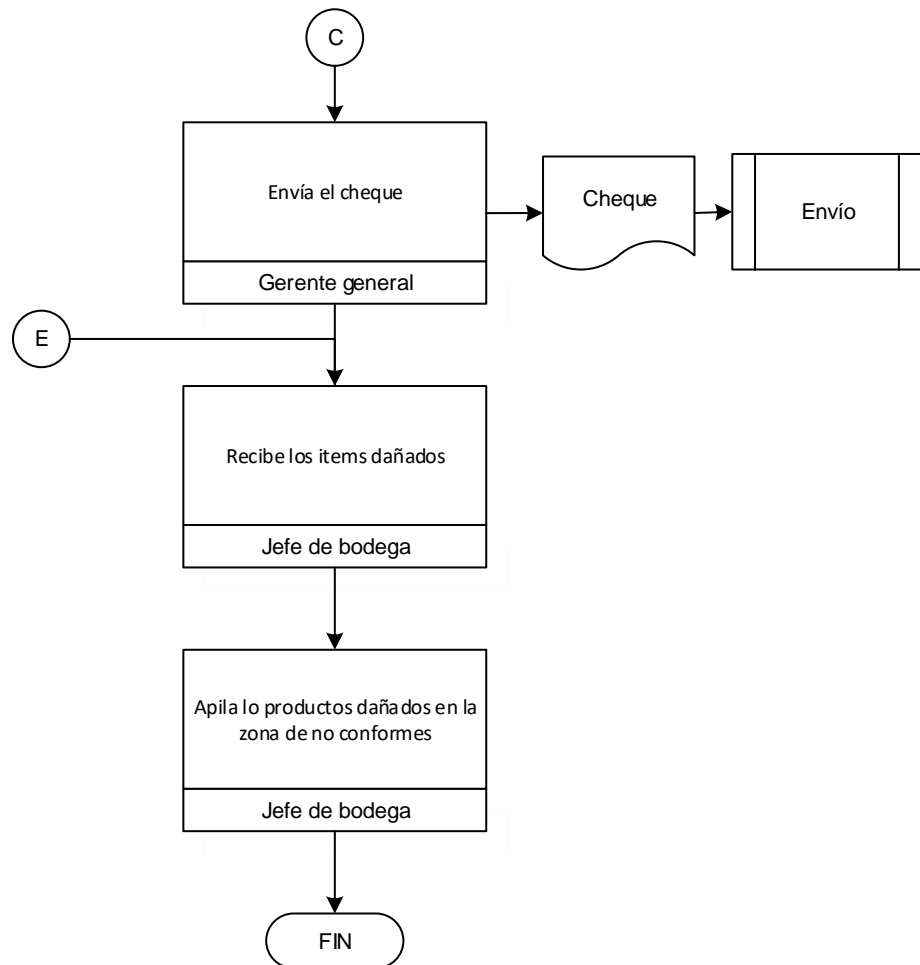 C
Envía el cheque
Gerente general
Cheque
Envío
E
Recibe los items dañados
Jefe de bodega
Apila lo productos dañados en la
zona de no conformes
Jefe de bodega
FIN